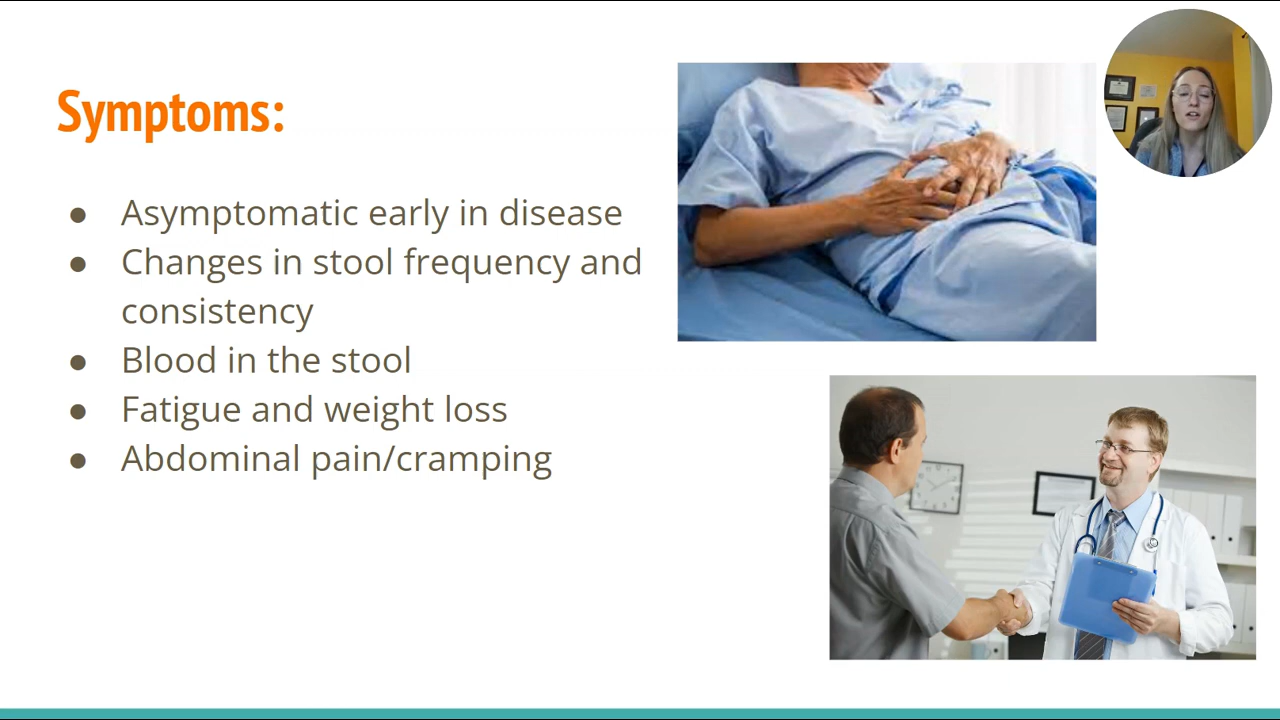 Symptoms:
● Asymptomatic early in disease
● Changes in stool frequency and
consistency
● Blood in the stool
● Fatigue and weight loss
● Abdominal pain/cramping